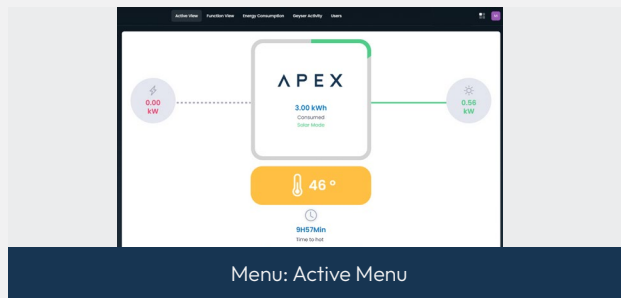 Active View Function View Energy Consumption Geyser Activity Users
APEX
3.00 kWh
Consumed
Solar Mode
0.00
kW
0.56
kW
46 °
9H57Min
Time to hot
Menu: Active Menu